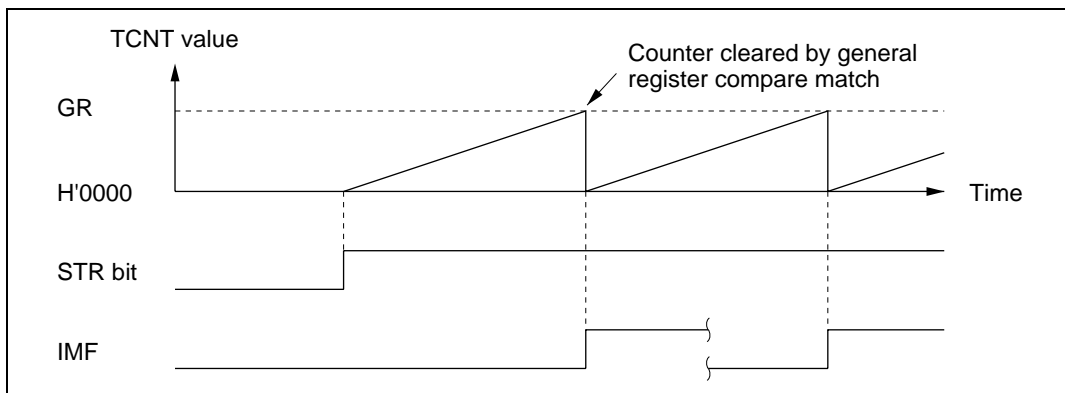 TCNT value
Counter cleared by general
register compare match
GR
H'0000
Time
STR bit
IMF